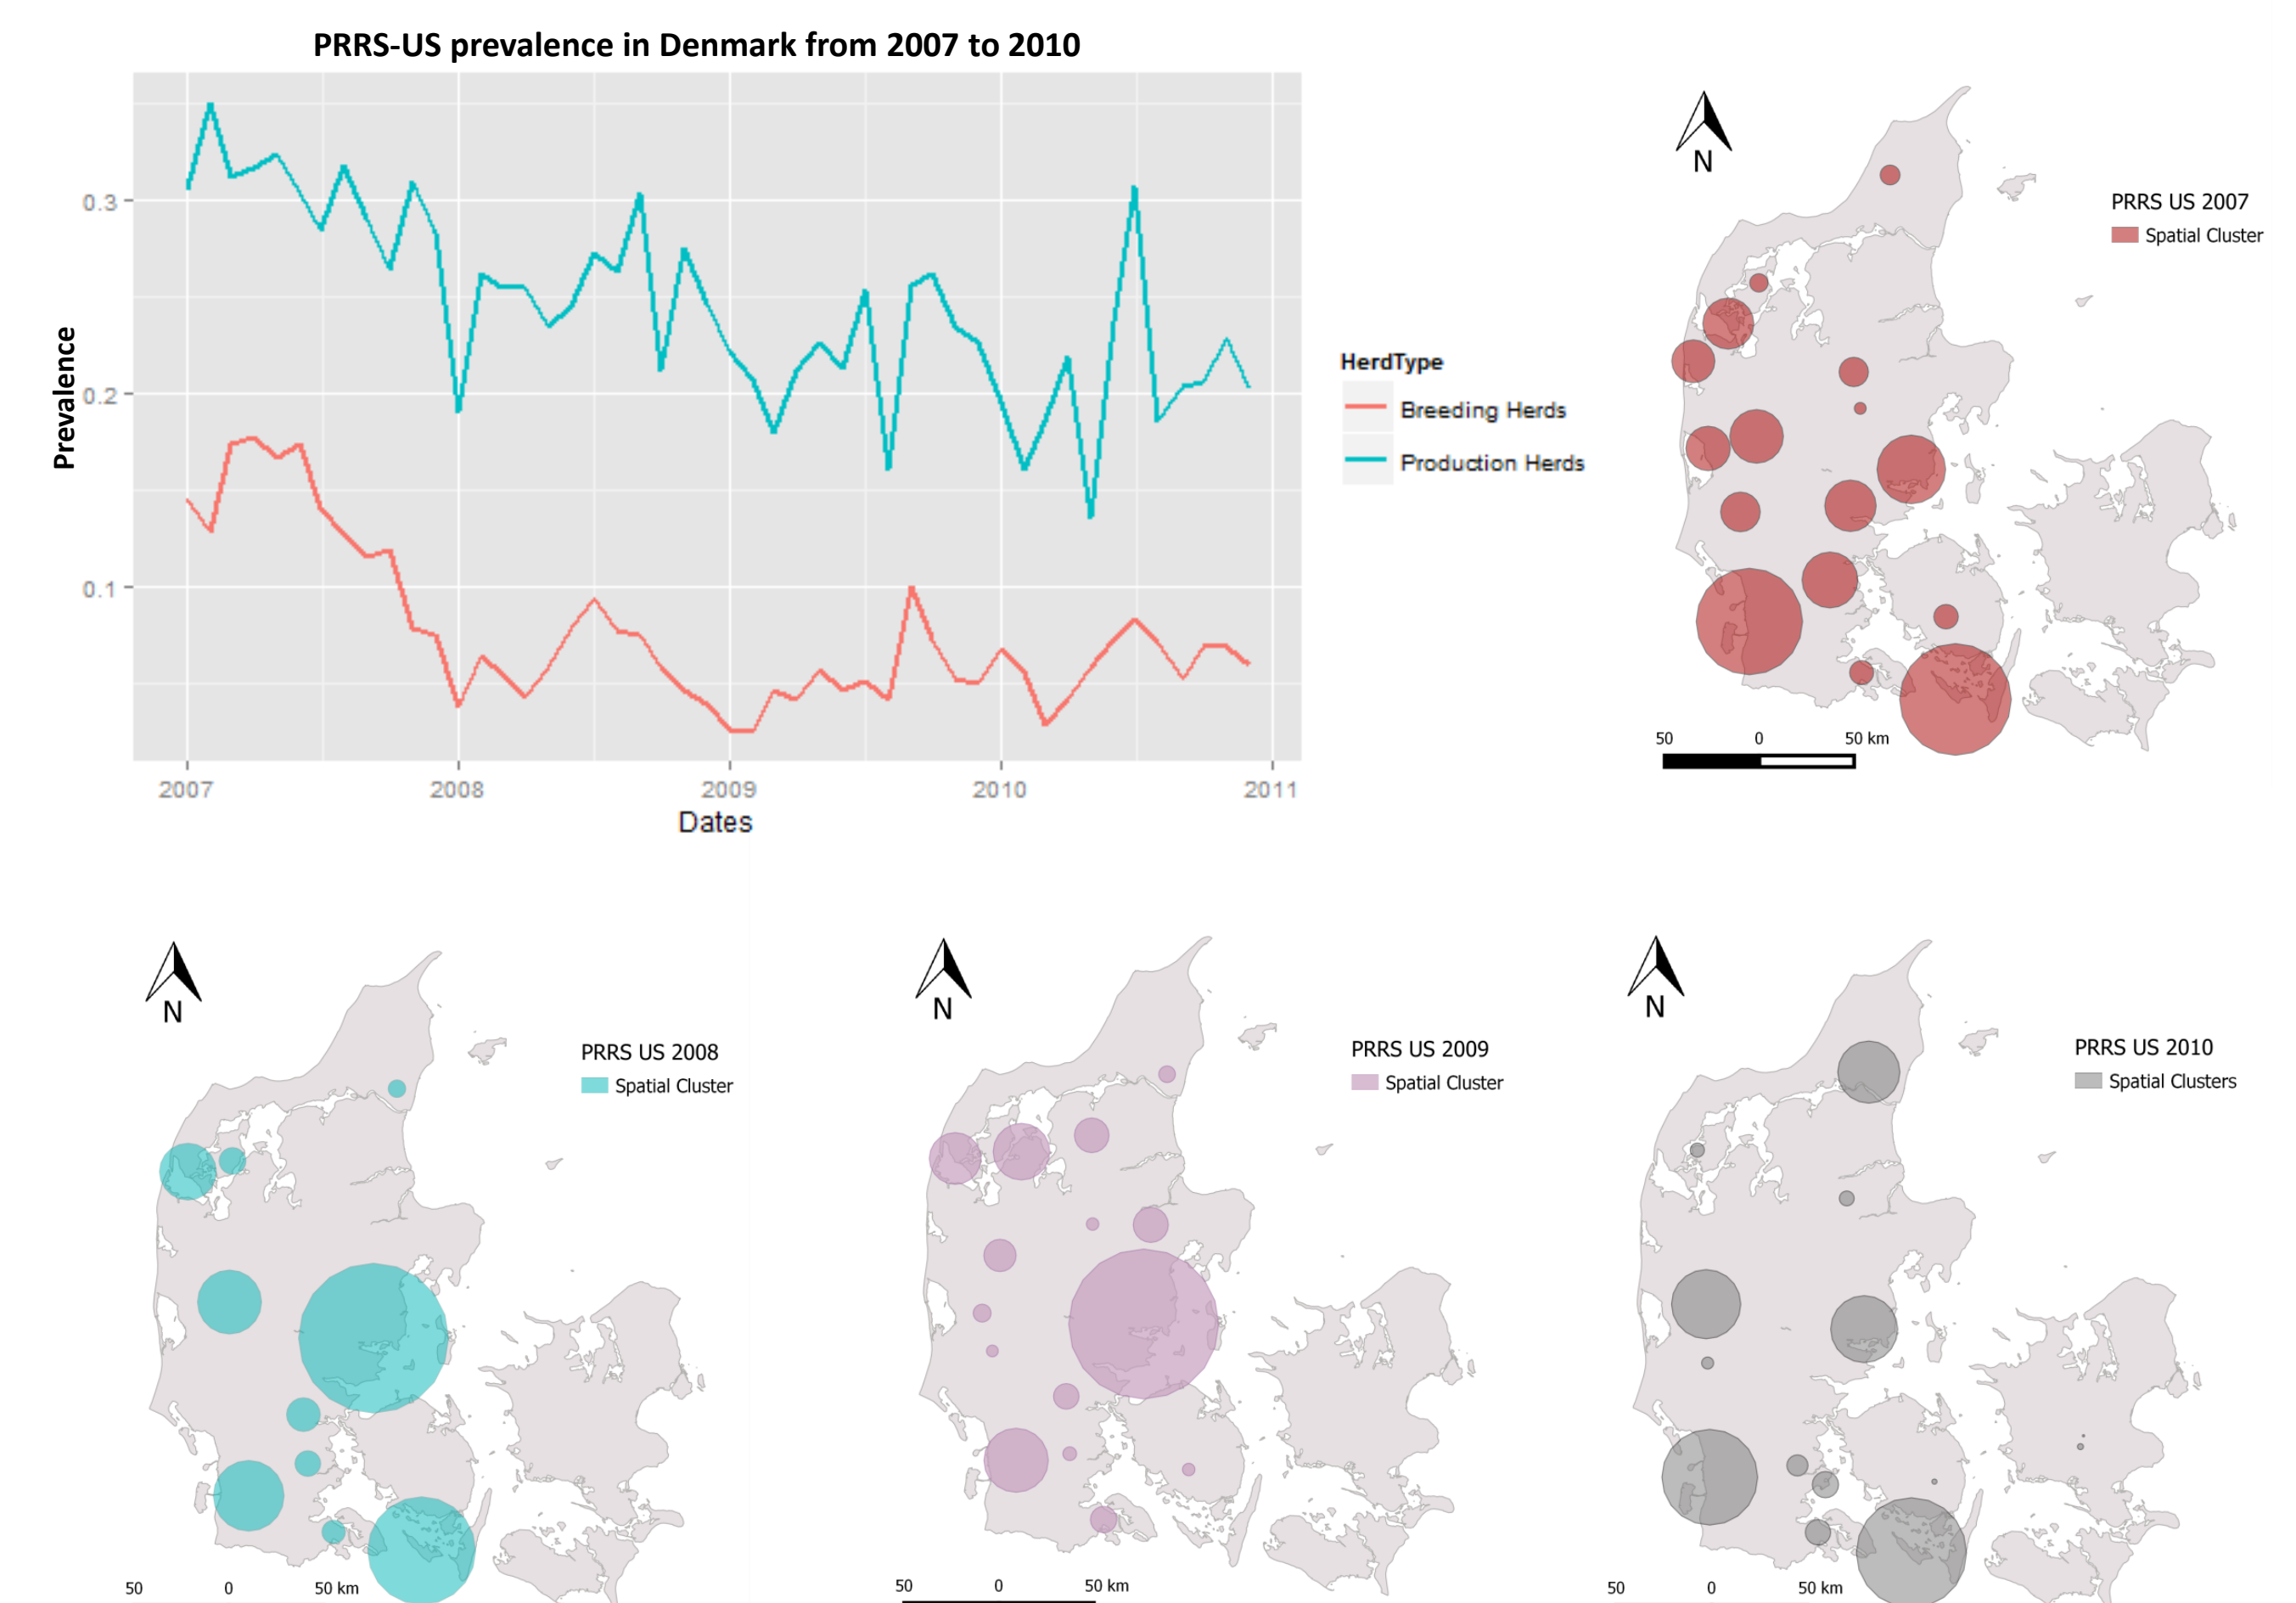 PRRS-US prevalence in Denmark from 2007 to 2010
Prevalence
0.3
0.2
0.1
2007 2008 2009 2010 2011
Dates
HerdType
Breeding Herds
Production Herds
N
PRRS US 2007
Spatial Cluster
50 0 50 km
N
PRRS US 2008
Spatial Cluster
50 0 50 km
N
PRRS US 2009
Spatial Cluster
50 0 50 km
N
PRRS US 2010
Spatial Clusters
50 0 50 km